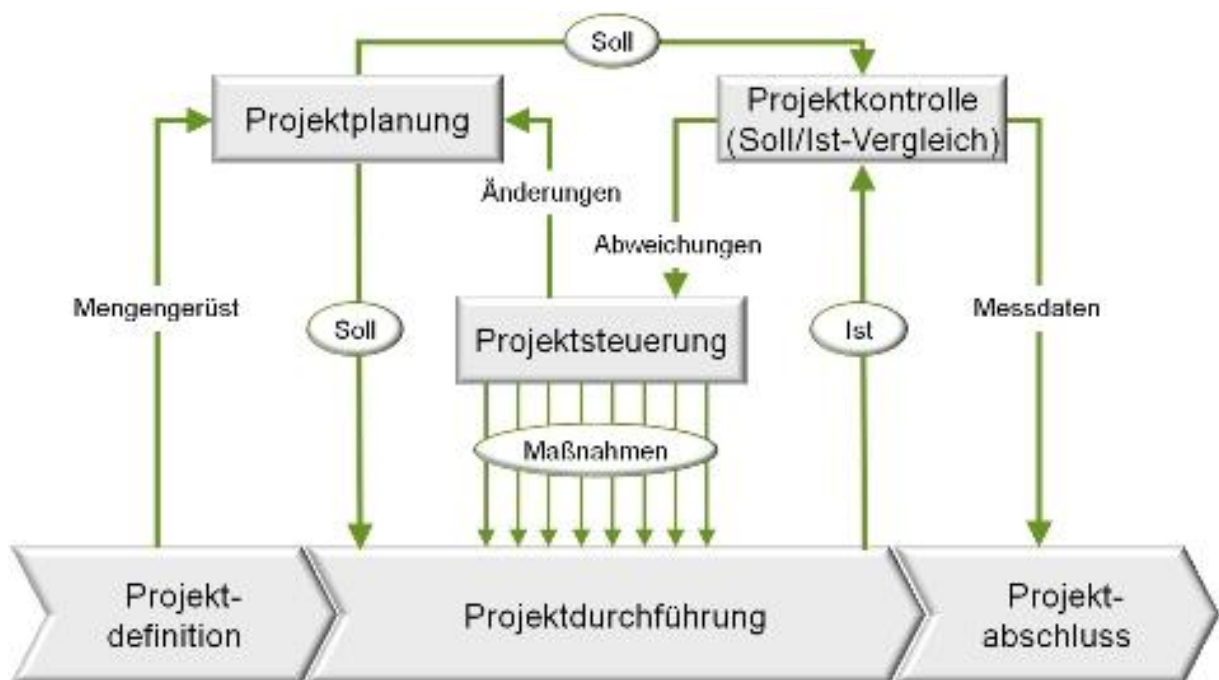 Soll
Projektplanung
Projektkontrolle
(Soll/Ist-Vergleich)
Änderungen
Abweichungen
Mengengerüst
Soll
Projektsteuerung
Ist
Messdaten
Maßnahmen
Projekt-
definition
Projektdurchführung
Projekt-
abschluss